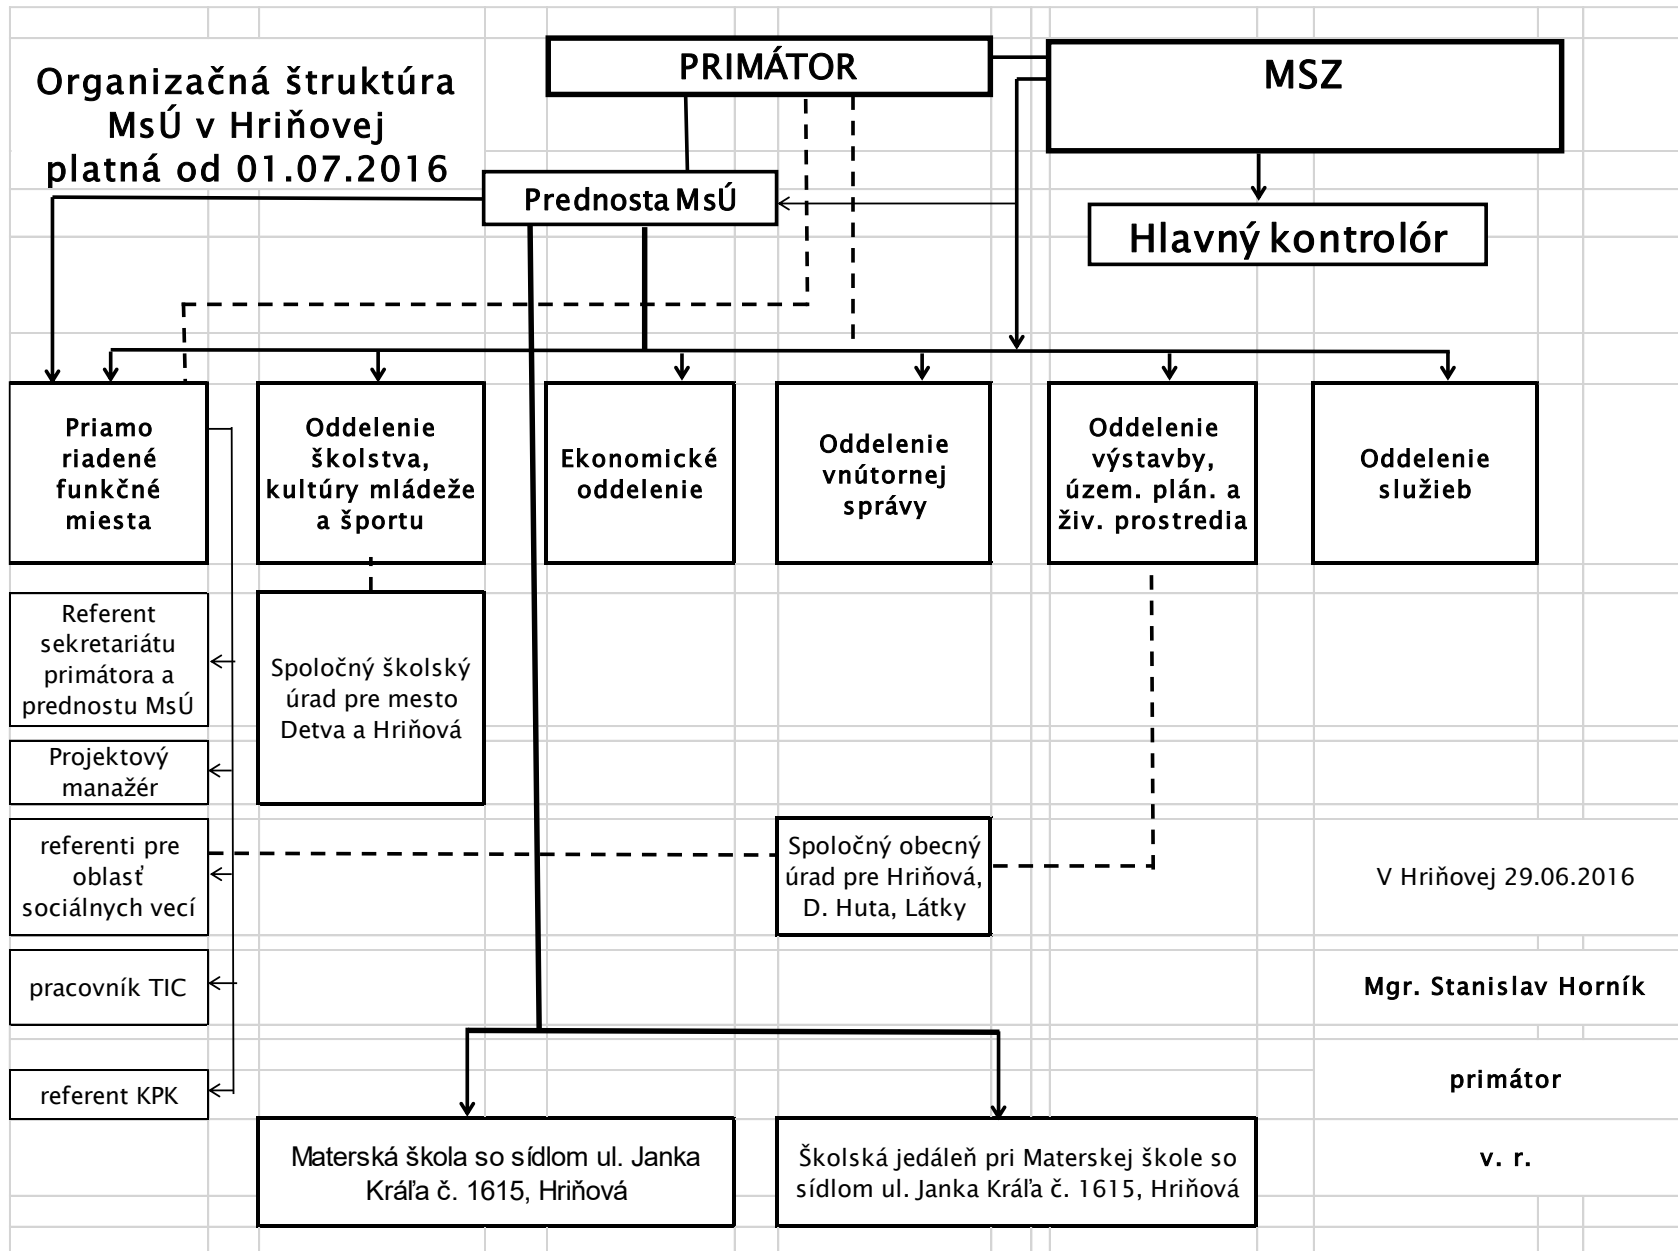 Organizačná štruktúra
MsÚ v Hriňovej
platná od 01.07.2016
PRIMÁTOR
MSZ
Prednosta MsÚ
Hlavný kontrolór
Priamo
riadené
funkčné
miesta
Oddelenie
školstva,
kultúry mládeže
a športu
Ekonomické
oddelenie
Oddelenie
vnútornej
správy
Oddelenie
výstavby,
územ. plán. a
živ. prostredia
Oddelenie
služieb
Referent
sekretariátu
primátora a
prednostu MsÚ
Spoločný školský
úrad pre mesto
Detva a Hriňová
Projektový
manažér
referenti pre
oblasť
sociálnych vecí
Spoločný obecný
úrad pre Hriňová,
D. Huta, Látky
V Hriňovej 29.06.2016
pracovník TIC
Mgr. Stanislav Horník
referent KPK
primátor
Materská škola so sídlom ul. Janka
Kráľa č. 1615, Hriňová
Školská jedáleň pri Materskej škole so
sídlom ul. Janka Kráľa č. 1615, Hriňová
v. r.